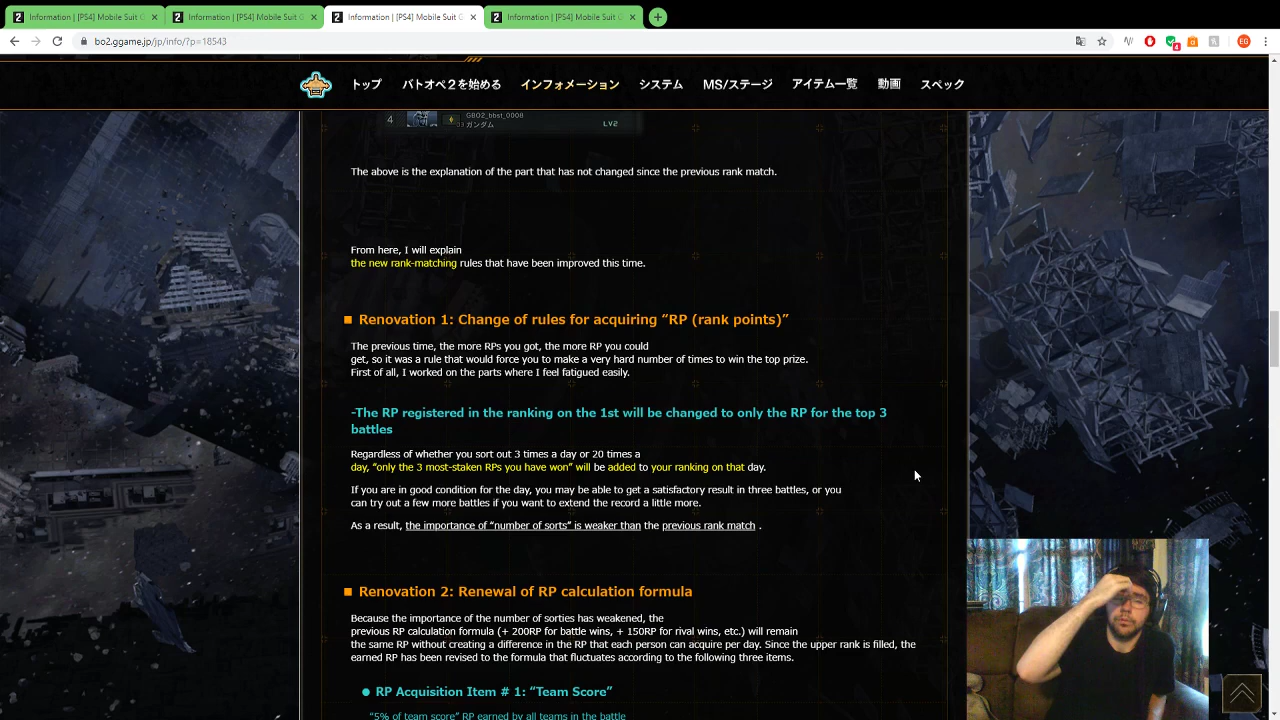 2 Information | [PS4] Mobile Suit G
2 Information | [PS4] Mobile Suit G
2 Information | [PS4] Mobile Suit G
2 Information | [PS4] Mobile Suit G
bo2.ggame.jp/jp/info/?p=18543
4
EG
トップ バトオペ2を始める インフォメーション システム MS/ステージ アイテム一覧 動画 スペック
4
GBO2_bbst_0008
ガンダム
LV2
The above is the explanation of the part that has not changed since the previous rank match.
From here, I will explain
the new rank-matching rules that have been improved this time.
■ Renovation 1: Change of rules for acquiring “RP (rank points)”
The previous time, the more RPs you got, the more RP you could
get, so it was a rule that would force you to make a very hard number of times to win the top prize.
First of all, I worked on the parts where I feel fatigued easily.
-The RP registered in the ranking on the 1st will be changed to only the RP for the top 3
battles
Regardless of whether you sort out 3 times a day or 20 times a
day, “only the 3 most-staken RPs you have won” will be added to your ranking on that day.
If you are in good condition for the day, you may be able to get a satisfactory result in three battles, or you
can try out a few more battles if you want to extend the record a little more.
As a result, the importance of “number of sorts” is weaker than the previous rank match .
■ Renovation 2: Renewal of RP calculation formula
Because the importance of the number of sorties has weakened, the
previous RP calculation formula (+ 200RP for battle wins, + 150RP for rival wins, etc.) will remain
the same RP without creating a difference in the RP that each person can acquire per day. Since the upper rank is filled, the
earned RP has been revised to the formula that fluctuates according to the following three items.
● RP Acquisition Item # 1: “Team Score”
“5% of team score” RP earned by all teams in the battle